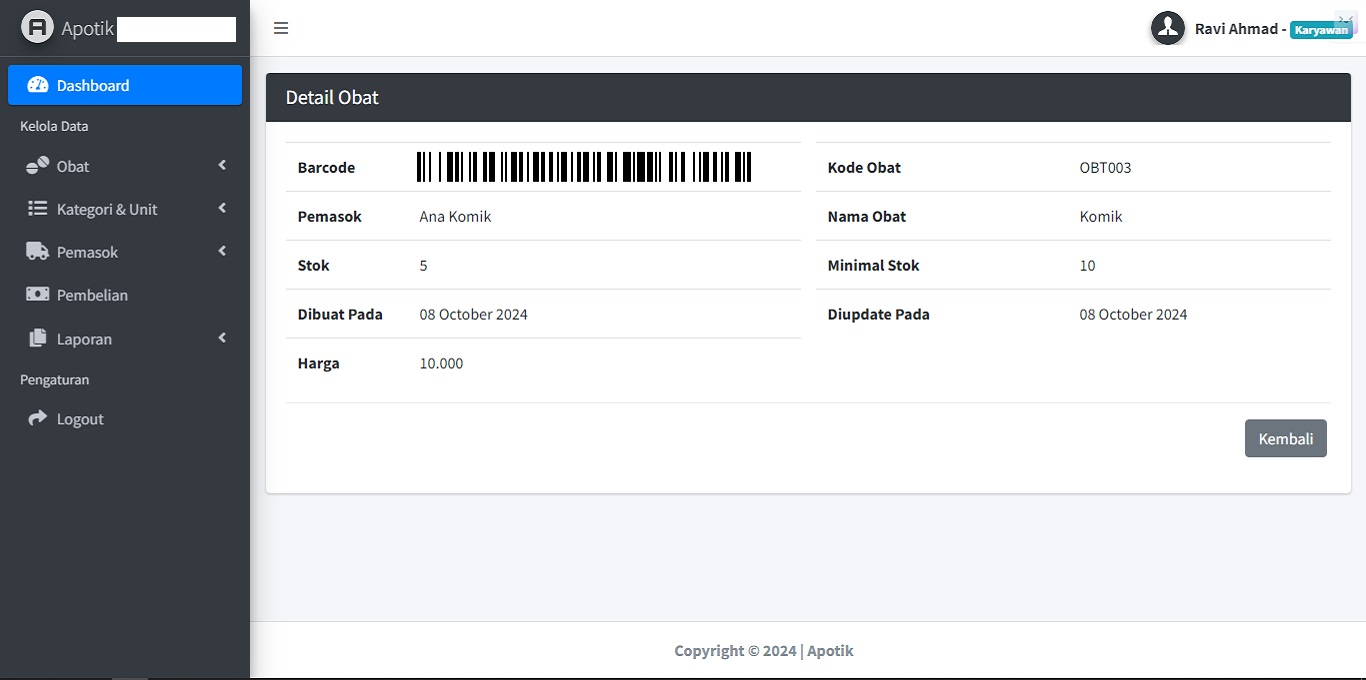 A Apotik
Ravi Ahmad - Karyawan
Dashboard
Kelola Data
Obat
Kategori & Unit
Pemasok
Pembelian
Laporan
Pengaturan
Logout
Detail Obat
Barcode
Kode Obat OBT003
Pemasok Ana Komik
Nama Obat Komik
Stok 5
Minimal Stok 10
Dibuat Pada 08 October 2024
Diupdate Pada 08 October 2024
Harga 10.000
Kembali
Copyright © 2024 | Apotik